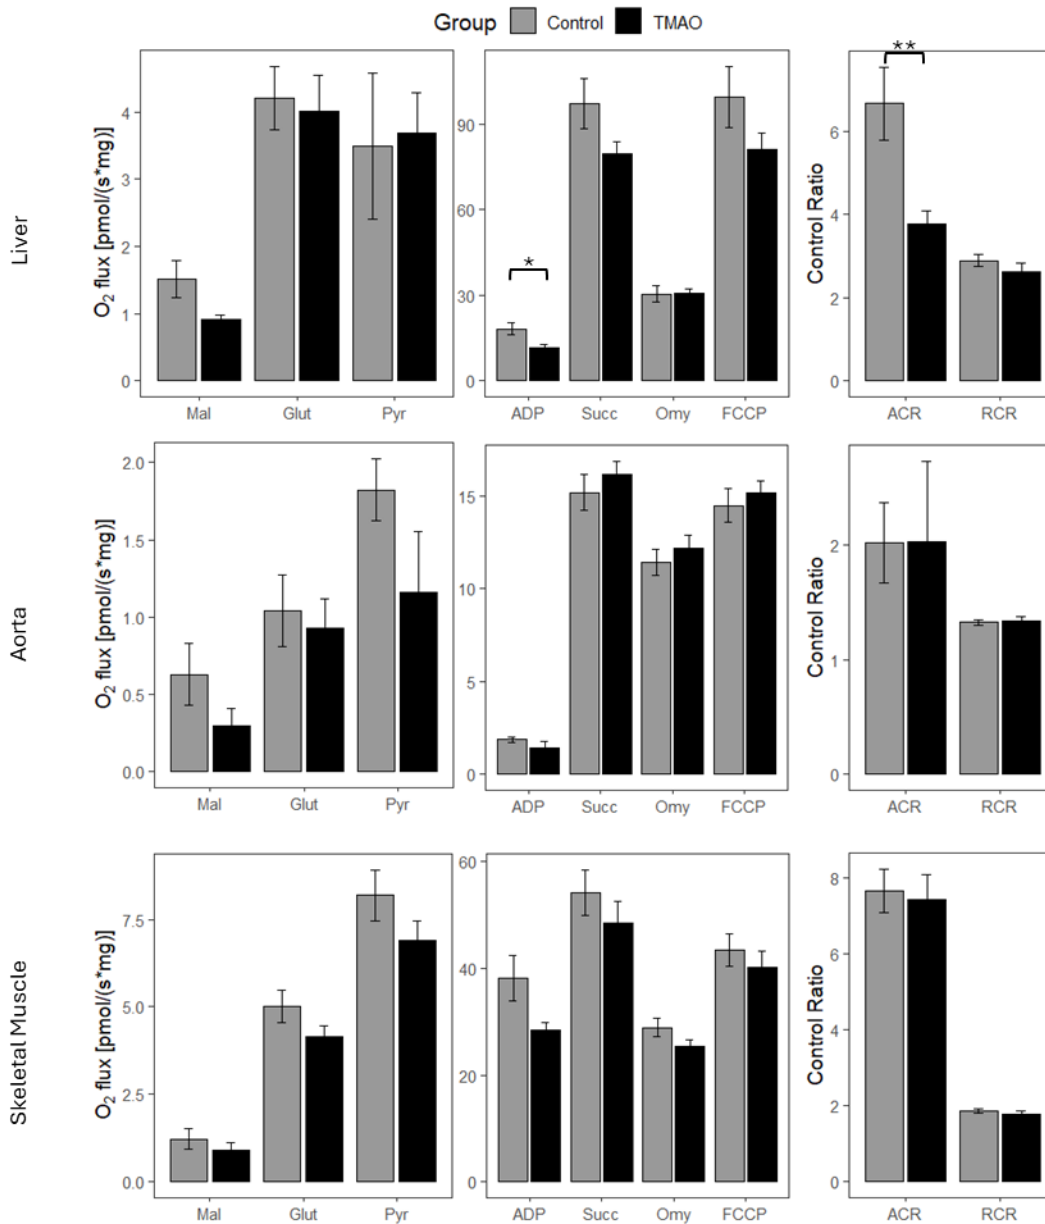 Group Control TMAO
Liver
O2 flux [pmol/(s*mg)]
4
3
2
1
0
Mal Glut Pyr
90
60
30
0
*
ADP Succ Omy FCCP
Control Ratio
6
4
2
0
**
ACR RCR
Aorta
O2 flux [pmol/(s*mg)]
2.0
1.5
1.0
0.5
0.0
Mal Glut Pyr
15
10
5
0
ADP Succ Omy FCCP
Control Ratio
2
1
0
ACR RCR
Skeletal Muscle
O2 flux [pmol/(s*mg)]
7.5
5.0
2.5
0.0
Mal Glut Pyr
60
40
20
0
ADP Succ Omy FCCP
Control Ratio
8
6
4
2
0
ACR RCR